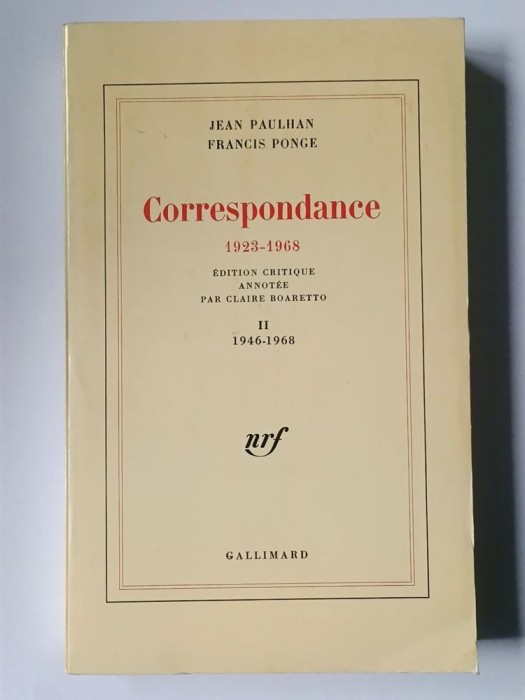 JEAN PAULHAN
FRANCIS PONGE
Correspondance
1923-1968
ÉDITION CRITIQUE
ANNOTÉE
PAR CLAIRE BOARETTO
II
1946-1968
nrf
GALLIMARD